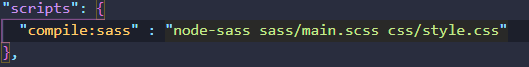 "scripts": {
"compile:sass" : "node-sass sass/main.scss css/style.css"
},